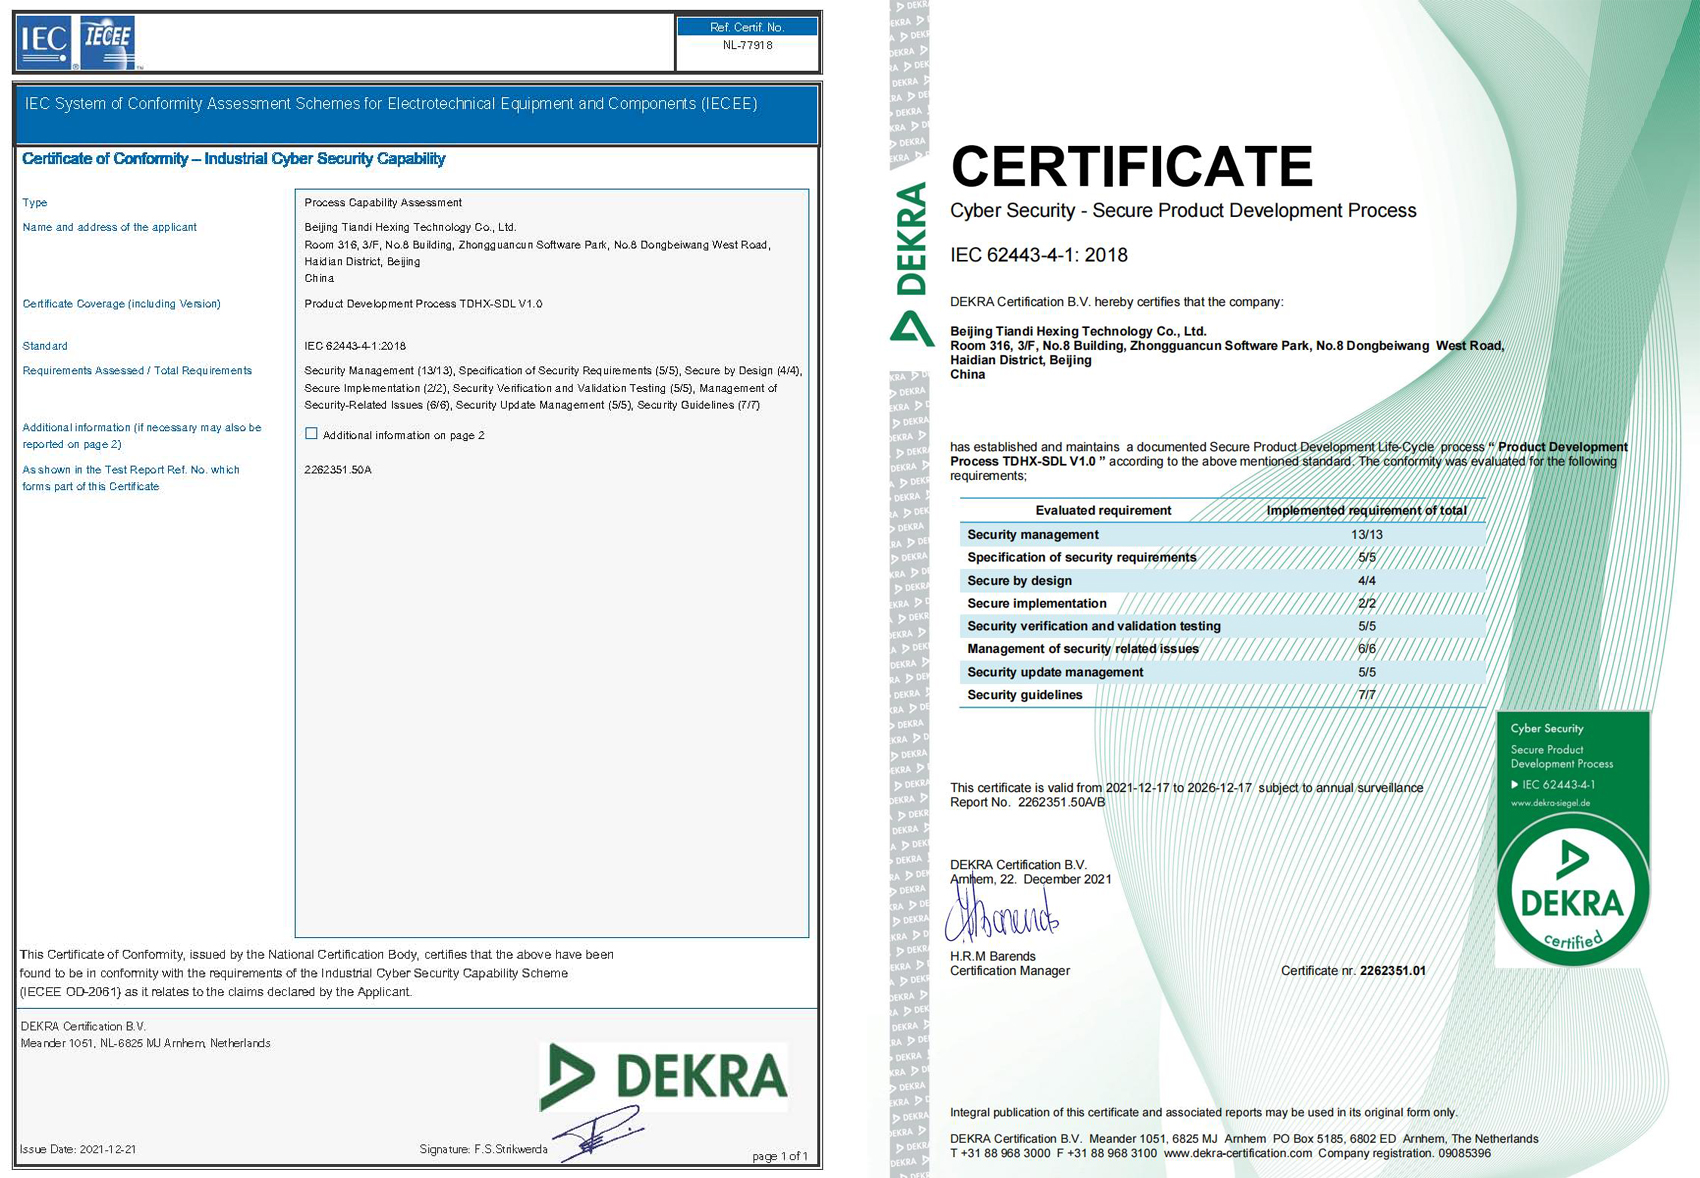 IEC
IECEE
Ref. Certif. No.
NL-77918
IEC System of Conformity Assessment Schemes for Electrotechnical Equipment and Components (IECEE)
Certificate of Conformity – Industrial Cyber Security Capability
Type
Process Capability Assessment
Name and address of the applicant
Beijing Tiandi Hexing Technology Co., Ltd.
Room 316, 3/F, No.8 Building, Zhongguancun Software Park, No.8 Dongbeiwang West Road,
Haidian District, Beijing
China
Certificate Coverage (including Version)
Product Development Process TDHX-SDL V1.0
Standard
IEC 62443-4-1:2018
Requirements Assessed / Total Requirements
Security Management (13/13), Specification of Security Requirements (5/5), Secure by Design (4/4),
Secure Implementation (2/2), Security Verification and Validation Testing (5/5), Management of
Security-Related Issues (6/6), Security Update Management (5/5), Security Guidelines (7/7)
Additional information (if necessary may also be
reported on page 2)
Additional information on page 2
As shown in the Test Report Ref. No. which
forms part of this Certificate
2262351.50A
This Certificate of Conformity, issued by the National Certification Body, certifies that the above have been
found to be in conformity with the requirements of the Industrial Cyber Security Capability Scheme
(IECEE OD-2061) as it relates to the claims declared by the Applicant.
DEKRA Certification B.V.
Meander 1051, NL-6825 MJ Arnhem, Netherlands
DEKRA
Issue Date: 2021-12-21
Signature: F.S.Strikwerda
page 1 of 1
DEKRA
CERTIFICATE
Cyber Security - Secure Product Development Process
IEC 62443-4-1: 2018
DEKRA Certification B.V. hereby certifies that the company:
Beijing Tiandi Hexing Technology Co., Ltd.
Room 316, 3/F, No.8 Building, Zhongguancun Software Park, No.8 Dongbeiwang West Road,
Haidian District, Beijing
China
has established and maintains a documented Secure Product Development Life-Cycle process “ Product Development
Process TDHX-SDL V1.0 ” according to the above mentioned standard. The conformity was evaluated for the following
requirements;
Evaluated requirement Implemented requirement of total
Security management 13/13
Specification of security requirements 5/5
Secure by design 4/4
Secure implementation 2/2
Security verification and validation testing 5/5
Management of security related issues 6/6
Security update management 5/5
Security guidelines 7/7
Cyber Security
Secure Product
Development Process
IEC 62443-4-1
www.dekra-siegel.de
DEKRA
certified
This certificate is valid from 2021-12-17 to 2026-12-17 subject to annual surveillance
Report No. 2262351.50A/B
DEKRA Certification B.V.
Arnhem, 22. December 2021
H.R.M Barends
Certification Manager
Certificate nr. 2262351.01
Integral publication of this certificate and associated reports may be used in its original form only.
DEKRA Certification B.V. Meander 1051, 6825 MJ Arnhem PO Box 5185, 6802 ED Arnhem, The Netherlands
T +31 88 968 3000 F +31 88 968 3100 www.dekra-certification.com Company registration. 09085396